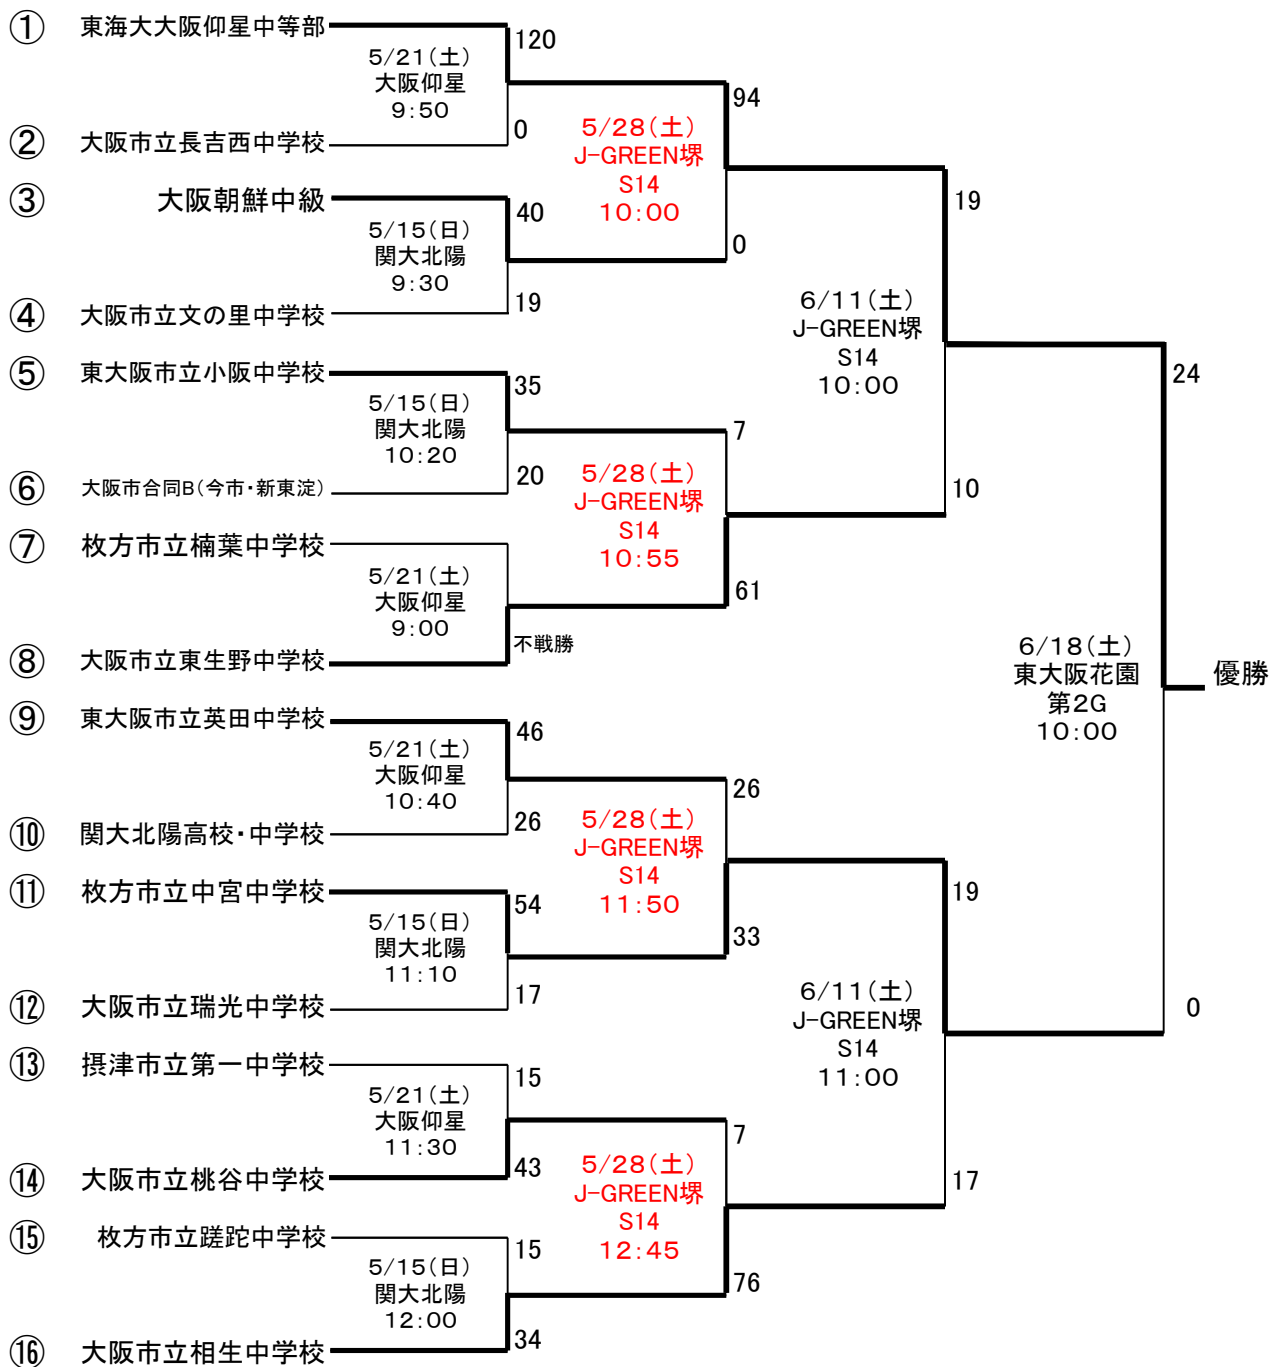 ① 東海大大阪仰星中等部
120
5/21(土)
大阪仰星
9:50
0
② 大阪市立長吉西中学校
94
5/28(土)
J-GREEN堺
S14
10:00
0
③ 大阪朝鮮中級
40
5/15(日)
関大北陽
9:30
19
④ 大阪市立文の里中学校
19
6/11(土)
J-GREEN堺
S14
10:00
10
⑤ 東大阪市立小阪中学校
35
5/15(日)
関大北陽
10:20
20
⑥ 大阪市合同B(今市・新東淀)
7
5/28(土)
J-GREEN堺
S14
10:55
61
⑦ 枚方市立楠葉中学校
5/21(土)
大阪仰星
9:00
不戦勝
⑧ 大阪市立東生野中学校
24
6/18(土)
東大阪花園
第2G
10:00
優勝
0
⑨ 東大阪市立英田中学校
46
5/21(土)
大阪仰星
10:40
26
⑩ 関大北陽高校・中学校
26
5/28(土)
J-GREEN堺
S14
11:50
33
⑪ 枚方市立中宮中学校
54
5/15(日)
関大北陽
11:10
17
⑫ 大阪市立瑞光中学校
19
6/11(土)
J-GREEN堺
S14
11:00
17
⑬ 摂津市立第一中学校
15
5/21(土)
大阪仰星
11:30
43
⑭ 大阪市立桃谷中学校
7
5/28(土)
J-GREEN堺
S14
12:45
76
⑮ 枚方市立蹉跎中学校
15
5/15(日)
関大北陽
12:00
34
⑯ 大阪市立相生中学校